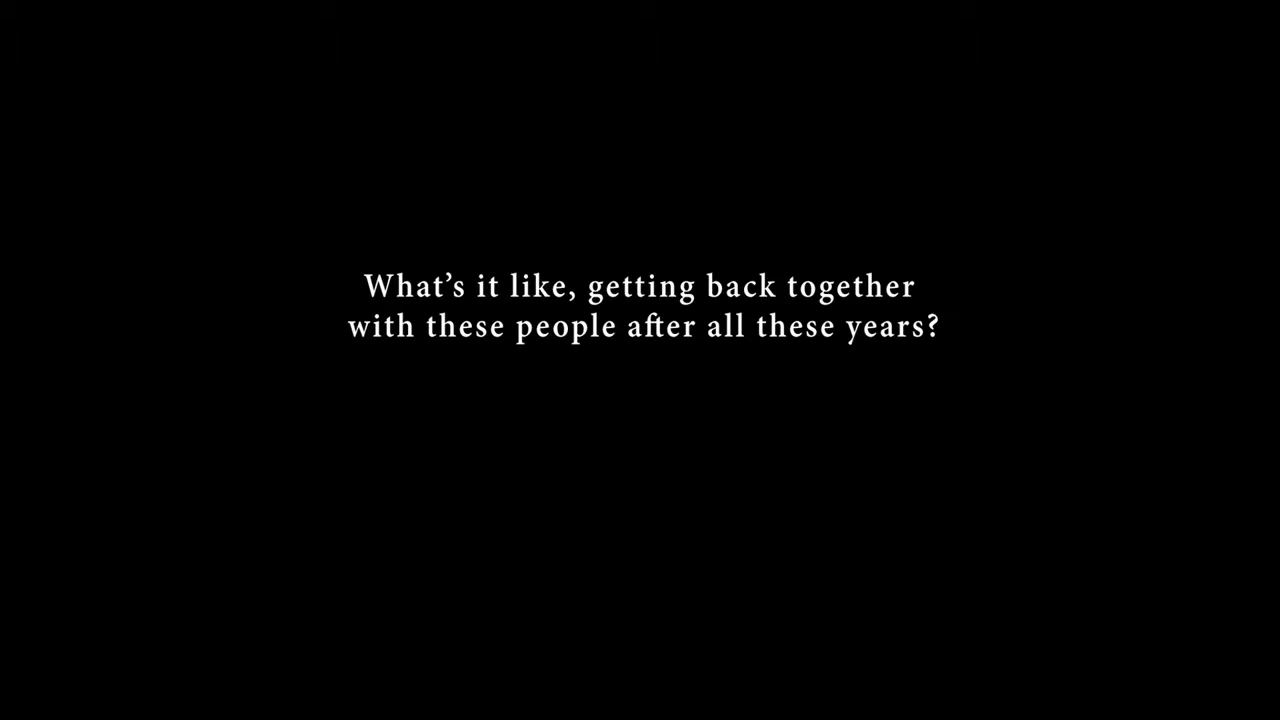 What’s it like, getting back together
with these people after all these years?